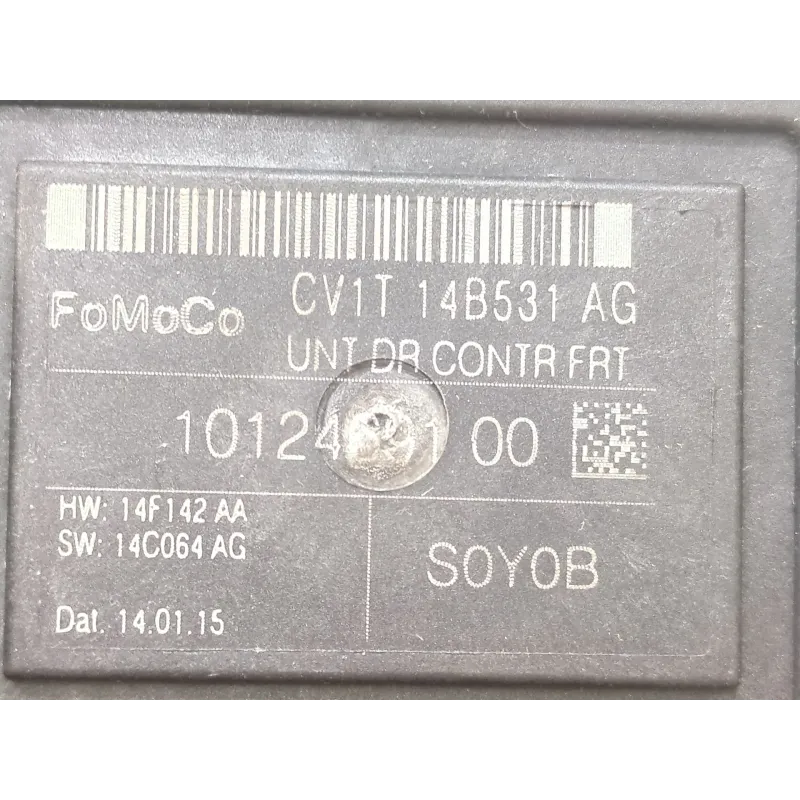 CV1T 14B531 AG
FoMoCo
UNT DR CONTR FRT
00
HW: 14F142 AA
SW: 14C064 AG
S0Y0B
Dat. 14.01.15